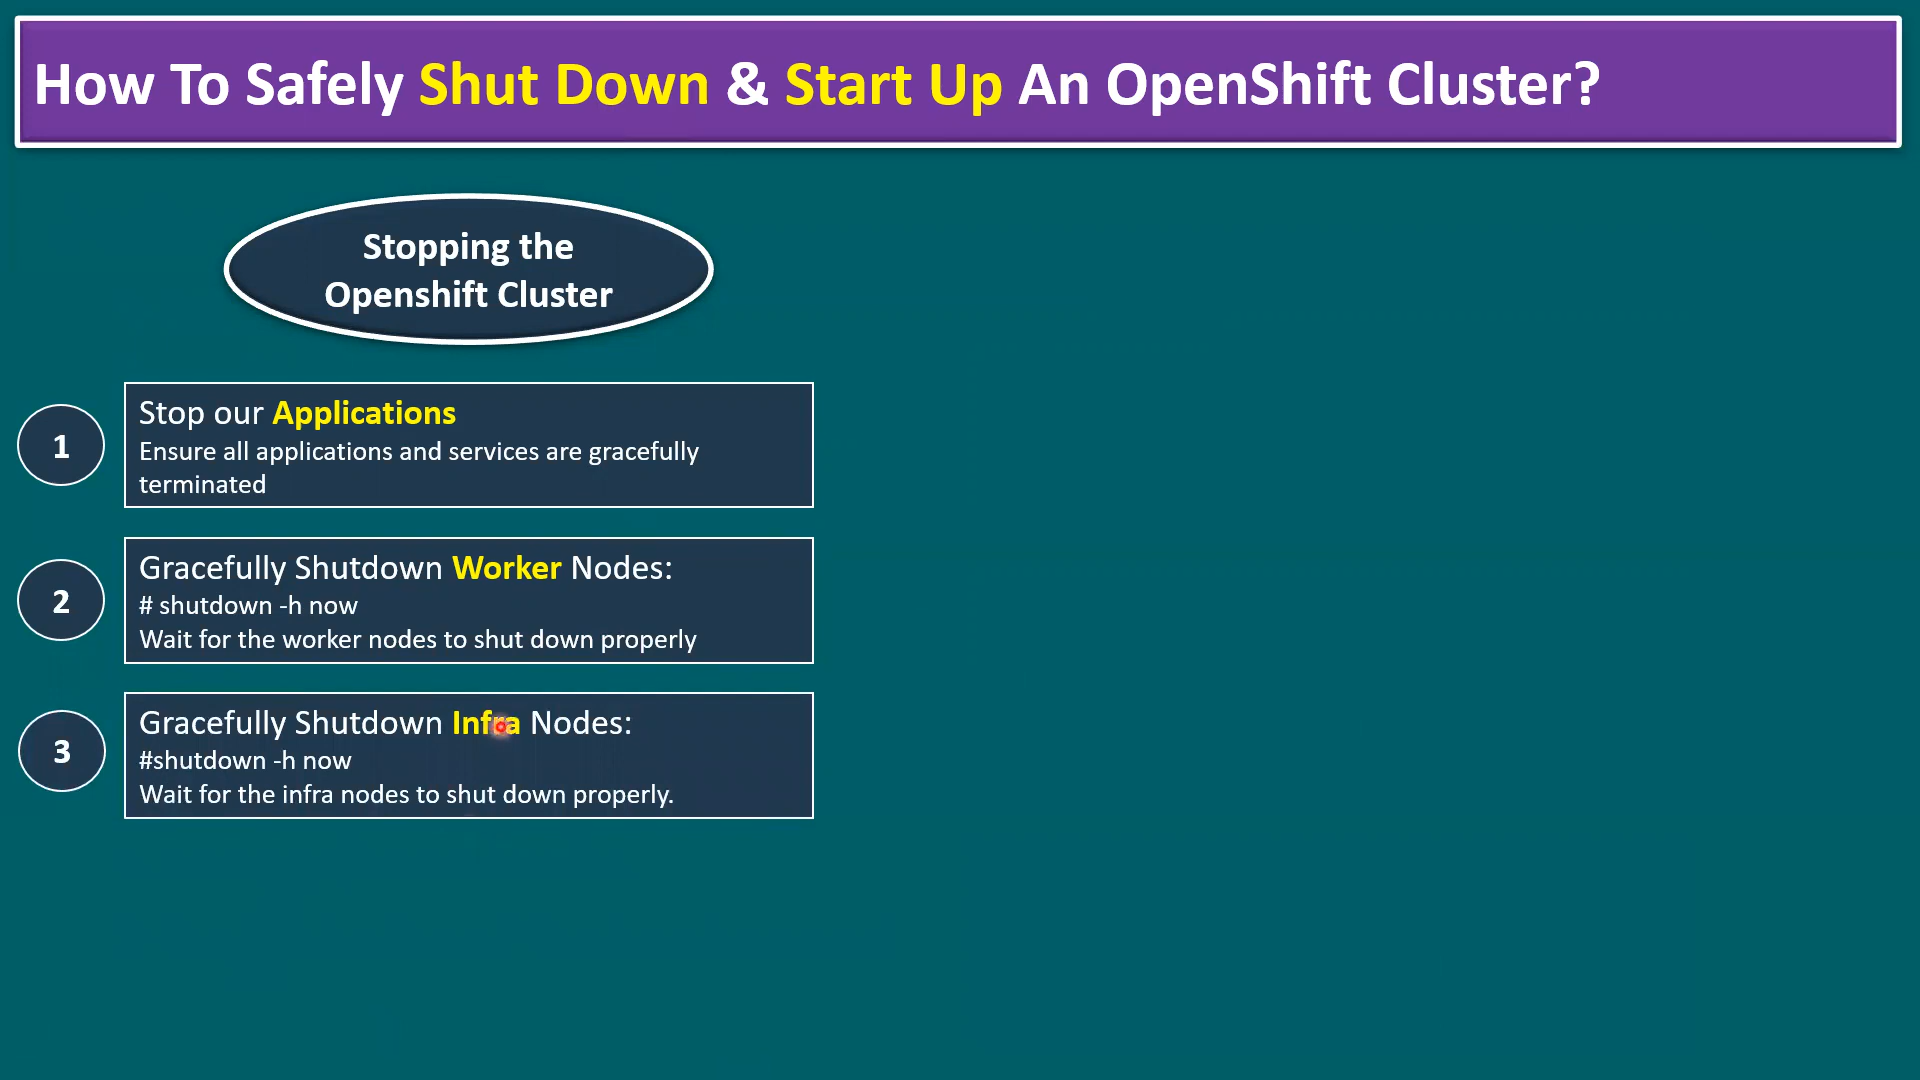 How To Safely Shut Down & Start Up An OpenShift Cluster?
Stopping the
Openshift Cluster
1
Stop our Applications
Ensure all applications and services are gracefully
terminated
2
Gracefully Shutdown Worker Nodes:
# shutdown -h now
Wait for the worker nodes to shut down properly
3
Gracefully Shutdown Infra Nodes:
#shutdown -h now
Wait for the infra nodes to shut down properly.